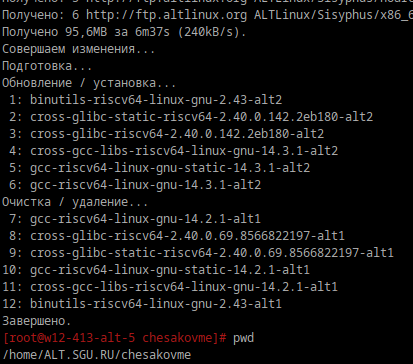 Получено: 6 http://ftp.altlinux.org ALTLinux/Sisyphus/x86_6
Получено 95,6MB за 6m37s (240kB/s).
Совершаем изменения...
Подготовка...
Обновление / установка...
1: binutils-riscv64-linux-gnu-2.43-alt2
2: cross-glibc-static-riscv64-2.40.0.142.2eb180-alt2
3: cross-glibc-riscv64-2.40.0.142.2eb180-alt2
4: cross-gcc-libs-riscv64-linux-gnu-14.3.1-alt2
5: gcc-riscv64-linux-gnu-static-14.3.1-alt2
6: gcc-riscv64-linux-gnu-14.3.1-alt2
Очистка / удаление...
7: gcc-riscv64-linux-gnu-14.2.1-alt1
8: cross-glibc-riscv64-2.40.0.69.8566822197-alt1
9: cross-glibc-static-riscv64-2.40.0.69.8566822197-alt1
10: gcc-riscv64-linux-gnu-static-14.2.1-alt1
11: cross-gcc-libs-riscv64-linux-gnu-14.2.1-alt1
12: binutils-riscv64-linux-gnu-2.43-alt1
Завершено.
[root@w12-413-alt-5 chesakovme]# pwd
/home/ALT.SGU.RU/chesakovme